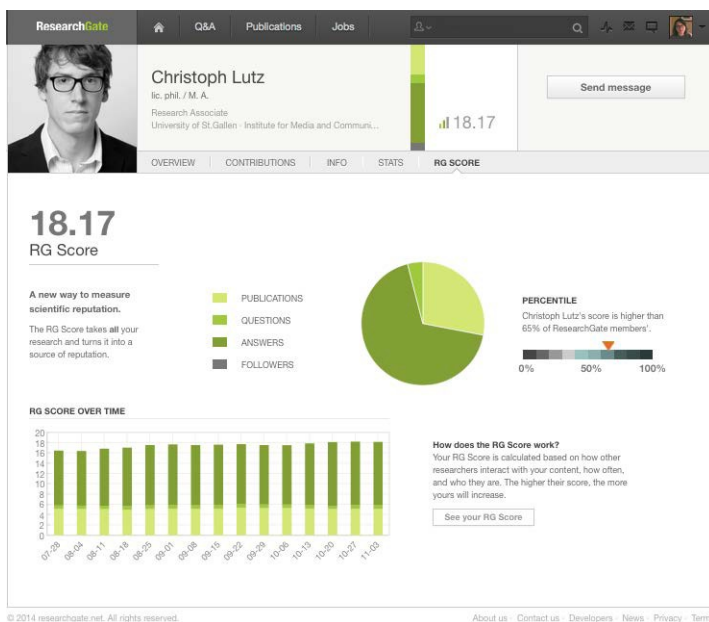 ResearchGate
Q&A Publications Jobs
Christoph Lutz
lic. phil. / M. A.
Research Associate
University of St.Gallen · Institute for Media and Communi...
18.17
Send message
OVERVIEW CONTRIBUTIONS INFO STATS RG SCORE
18.17
RG Score
A new way to measure
scientific reputation.
The RG Score takes all your
research and turns it into a
source of reputation.
PUBLICATIONS
QUESTIONS
ANSWERS
FOLLOWERS
PERCENTILE
Christoph Lutz's score is higher than
65% of ResearchGate members'.
0% 50% 100%
RG SCORE OVER TIME
20
18
16
14
12
10
8
6
4
2
0
07-28 08-04 08-11 08-18 08-25 09-01 09-08 09-15 09-22 09-29 10-06 10-13 10-20 10-27 11-03
How does the RG Score work?
Your RG Score is calculated based on how other
researchers interact with your content, how often,
and who they are. The higher their score, the more
yours will increase.
See your RG Score
© 2014 researchgate.net. All rights reserved.
About us · Contact us · Developers · News · Privacy · Term